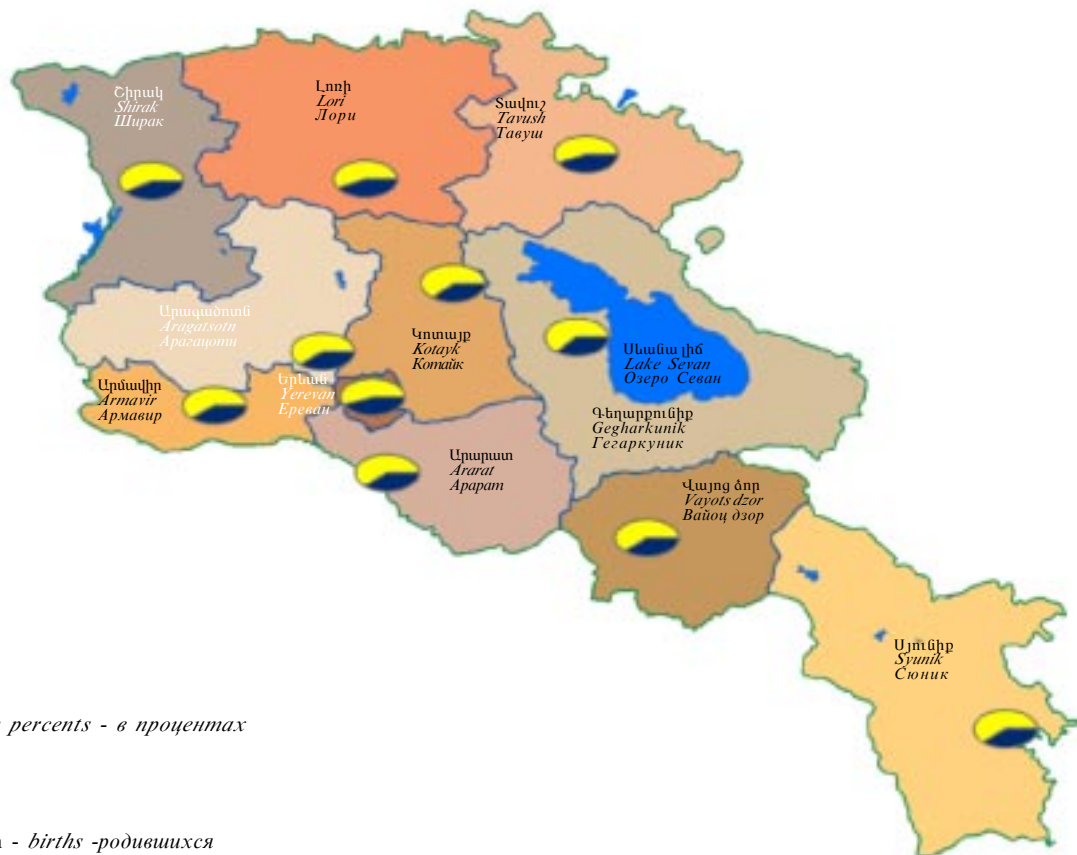 Շիրակ
Shirak
Ширак
Լոռի
Lori
Лори
Տավուշ
Tavush
Тавуш
Արագածոտն
Aragatsotn
Арагацотн
Կոտայք
Kotayk
Котайк
Սևանա լիճ
Lake Sevan
Озеро Севан
Արմավիր
Armavir
Армавир
Երևան
Yerevan
Ереван
Գեղարքունիք
Gegharkunik
Гегаркуник
Արարատ
Ararat
Арарат
Վայոց ձոր
Vayots dzor
Вайоц дзор
Սյունիք
Syunik
Сюник
percents - в процентах
- births -родившихся